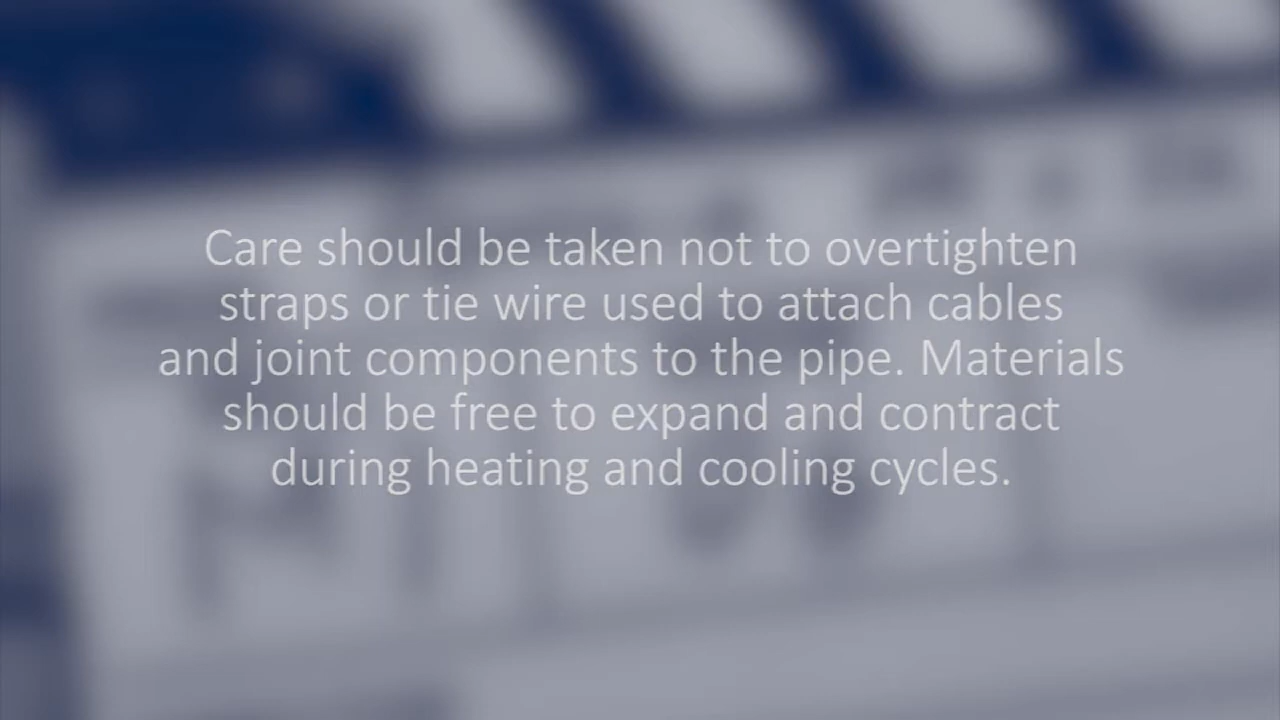 Care should be taken not to overtighten
straps or tie wire used to attach cables
and joint components to the pipe. Materials
should be free to expand and contract
during heating and cooling cycles.